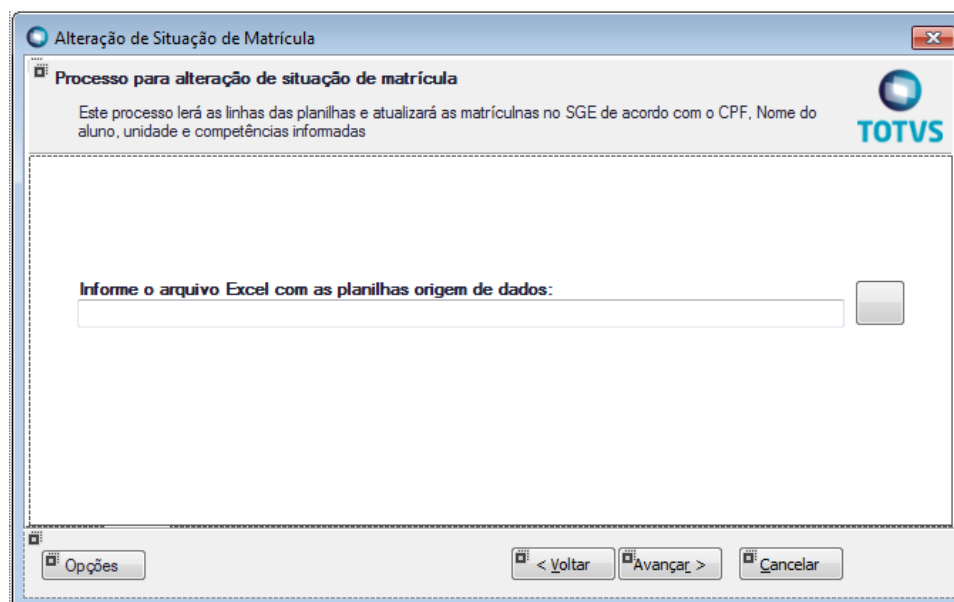 Alteração de Situação de Matrícula
Processo para alteração de situação de matrícula
Este processo lerá as linhas das planilhas e atualizará as matrículnas no SGE de acordo com o CPF, Nome do
aluno, unidade e competências informadas
TOTVS
Informe o arquivo Excel com as planilhas origem de dados:
Opções
< Voltar
Avançar >
Cancelar